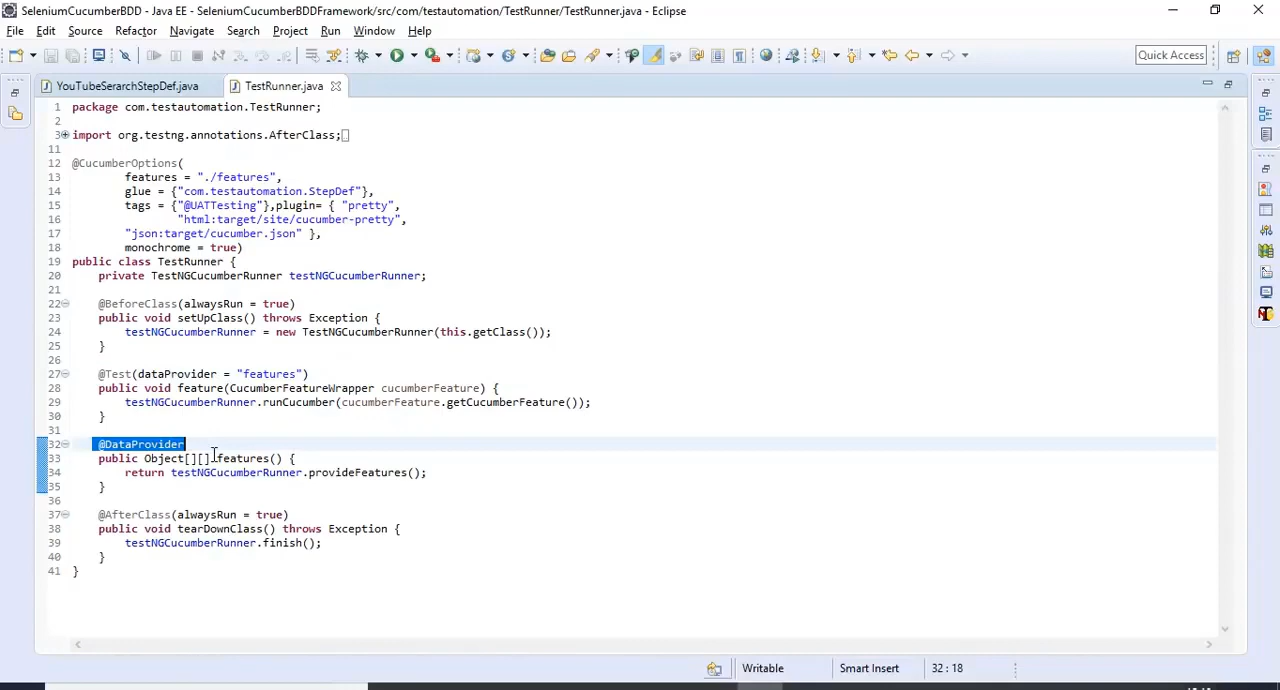 SeleniumCucumberBDD - Java EE - SeleniumCucumberBDDFramework/src/com/testautomation/TestRunner/TestRunner.java - Eclipse
File Edit Source Refactor Navigate Search Project Run Window Help
Quick Access
YouTubeSerarchStepDef.java TestRunner.java
1 package com.testautomation.TestRunner;
2
3 import org.testng.annotations.AfterClass;
11
12 @CucumberOptions(
13 features = "./features",
14 glue = {"com.testautomation.StepDef"},
15 tags = {"@UATTesting"},plugin= { "pretty",
16 "html:target/site/cucumber-pretty",
17 "json:target/cucumber.json" },
18 monochrome = true)
19 public class TestRunner {
20 private TestNGCucumberRunner testNGCucumberRunner;
21
22 @BeforeClass(alwaysRun = true)
23 public void setUpClass() throws Exception {
24 testNGCucumberRunner = new TestNGCucumberRunner(this.getClass());
25 }
26
27 @Test(dataProvider = "features")
28 public void feature(CucumberFeatureWrapper cucumberFeature) {
29 testNGCucumberRunner.runCucumber(cucumberFeature.getCucumberFeature());
30 }
31
32 @DataProvider
33 public Object[][] features() {
34 return testNGCucumberRunner.provideFeatures();
35 }
36
37 @AfterClass(alwaysRun = true)
38 public void tearDownClass() throws Exception {
39 testNGCucumberRunner.finish();
40 }
41 }
Writable Smart Insert 32 : 18